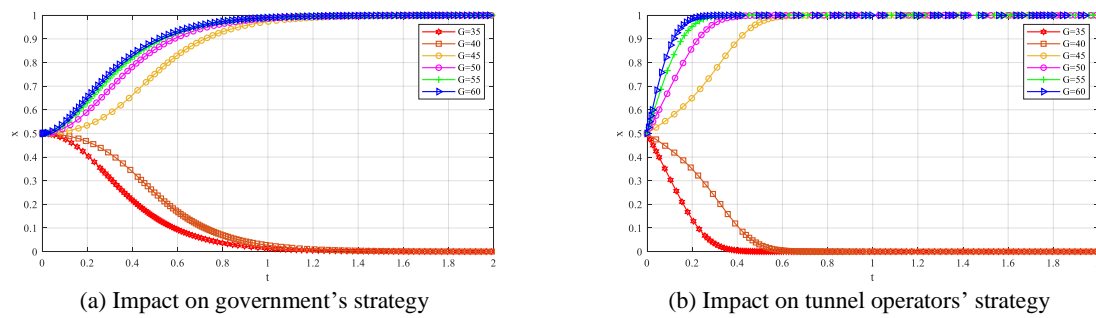 1
0.9
0.8
0.7
0.6
0.5
0.4
0.3
0.2
0.1
0
x
0 0.2 0.4 0.6 0.8 1 1.2 1.4 1.6 1.8 2
t
G=35
G=40
G=45
G=50
G=55
G=60
(a) Impact on government's strategy
1
0.9
0.8
0.7
0.6
0.5
0.4
0.3
0.2
0.1
0
x
0 0.2 0.4 0.6 0.8 1 1.2 1.4 1.6 1.8 2
t
G=35
G=40
G=45
G=50
G=55
G=60
(b) Impact on tunnel operators' strategy